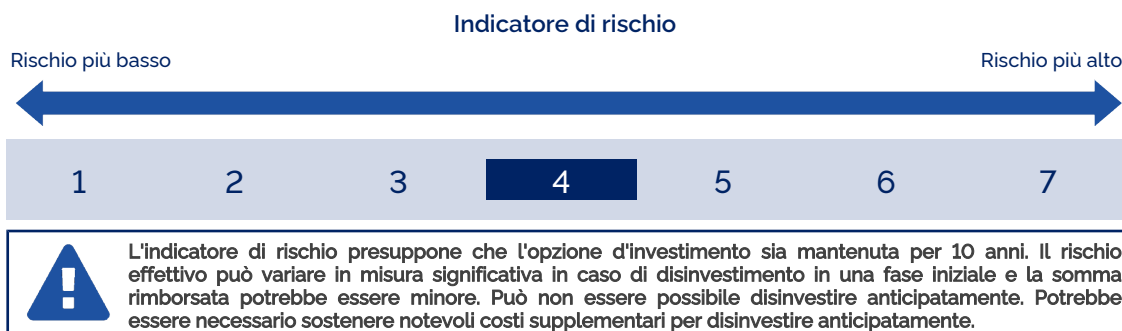 Indicatore di rischio
Rischio più basso Rischio più alto
1 2 3 4 5 6 7
L'indicatore di rischio presuppone che l'opzione d'investimento sia mantenuta per 10 anni. Il rischio
effettivo può variare in misura significativa in caso di disinvestimento in una fase iniziale e la somma
rimborsata potrebbe essere minore. Può non essere possibile disinvestire anticipatamente. Potrebbe
essere necessario sostenere notevoli costi supplementari per disinvestire anticipatamente.